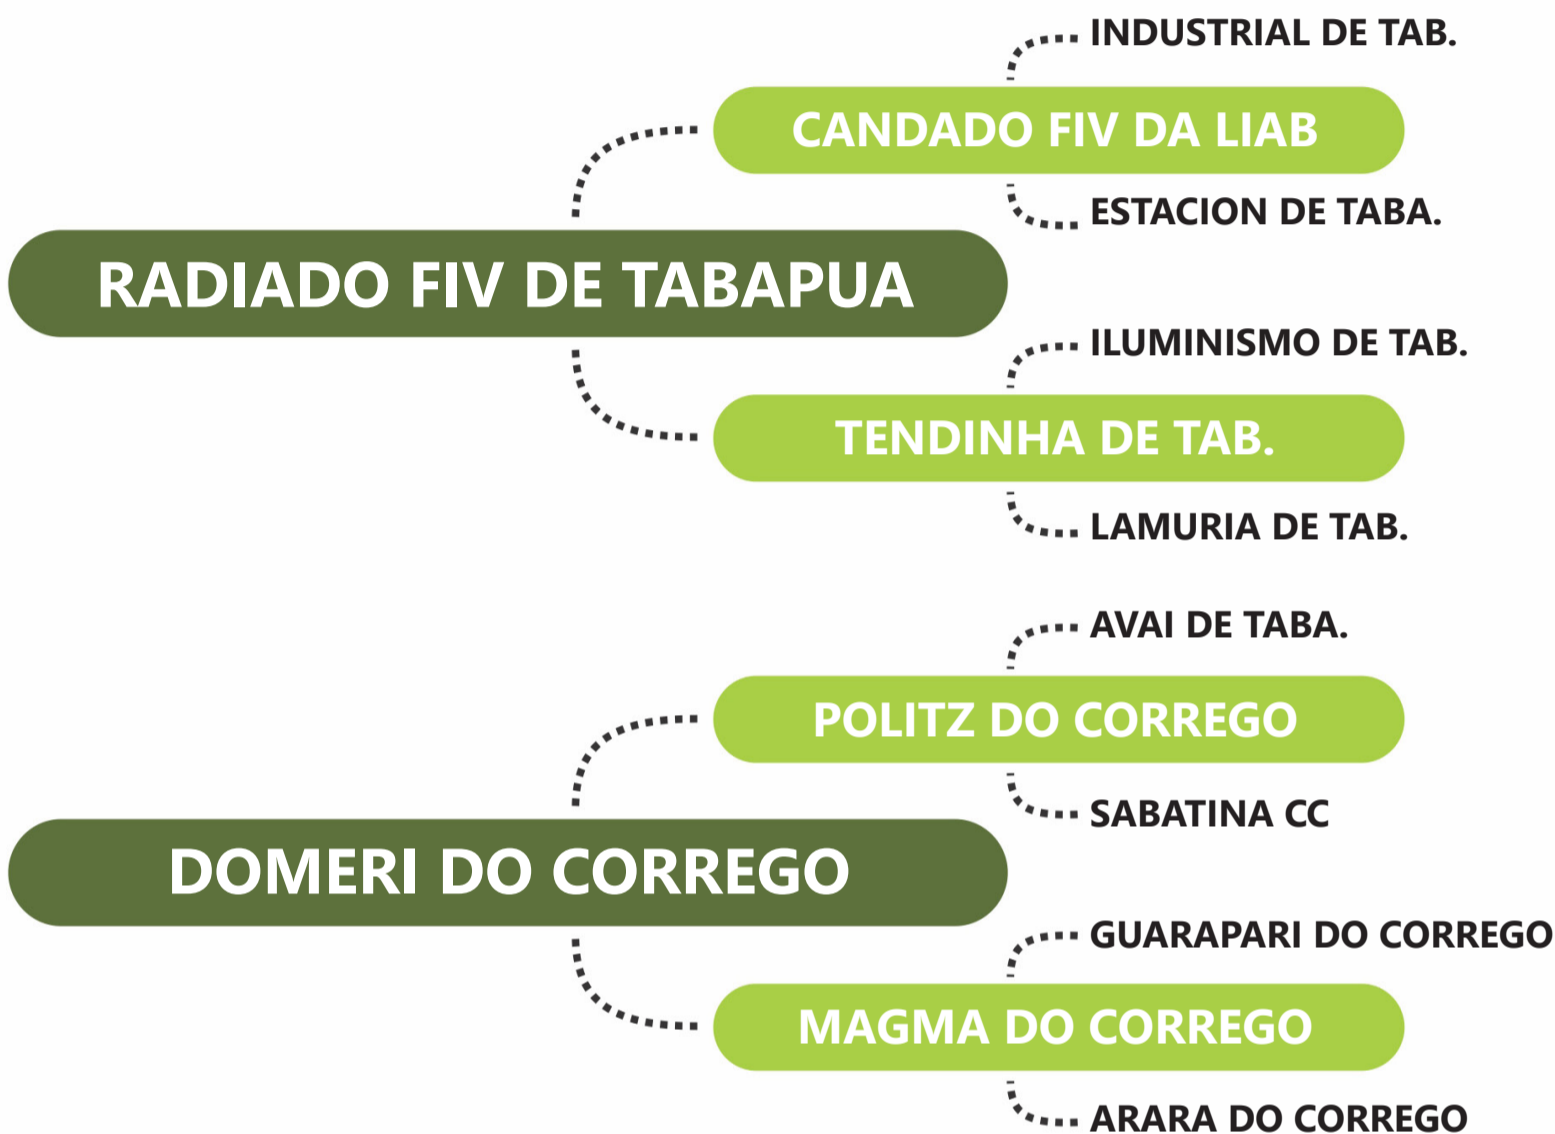 INDUSTRIAL DE TAB.
CANDADO FIV DA LIAB
ESTACION DE TABA.
RADIADO FIV DE TABAPUA
ILUMINISMO DE TAB.
TENDINHA DE TAB.
LAMURIA DE TAB.
AVAI DE TABA.
POLITZ DO CORREGO
SABATINA CC
DOMERI DO CORREGO
GUARAPARI DO CORREGO
MAGMA DO CORREGO
ARARA DO CORREGO